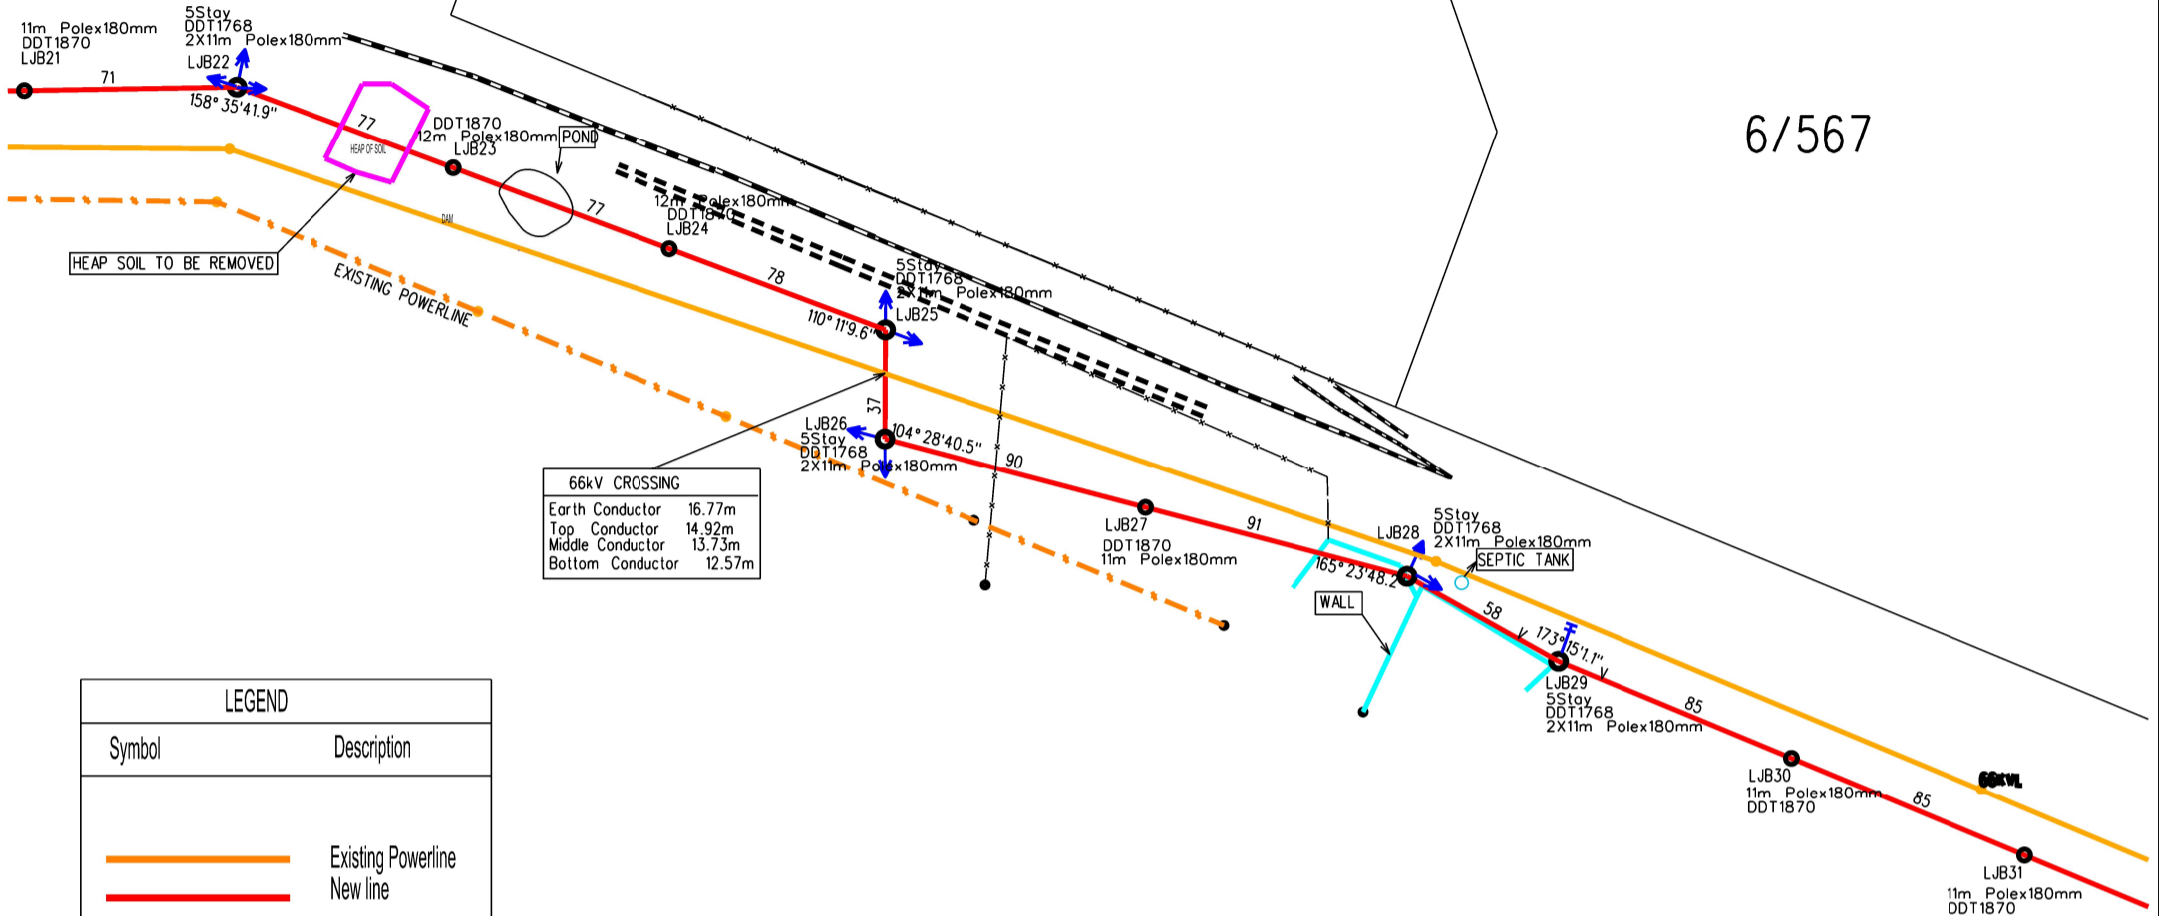 11m Polex180mm
DDT1870
LJB21
71
5Stay
DDT1768
2X11m Polex180mm
LJB22
158° 35'41.9"
77
HEAP OF SOIL
DDT1870
12m Polex180mm
LJB23
POND
77
DAM
12m Polex180mm
DDT1870
LJB24
HEAP SOIL TO BE REMOVED
EXISTING POWERLINE
78
5Stay
DDT1768
2X11m Polex180mm
LJB25
110° 11'9.6"
6/567
37
LJB26
5Stay
DDT1768
2X11m Polex180mm
104° 28'40.5"
90
66kV CROSSING
Earth Conductor 16.77m
Top Conductor 14.92m
Middle Conductor 13.73m
Bottom Conductor 12.57m
LJB27
DDT1870
11m Polex180mm
91
LJB28
5Stay
DDT1768
2X11m Polex180mm
SEPTIC TANK
165° 23'48.2
WALL
58
173° 15'1.1"
LJB29
5Stay
DDT1768
2X11m Polex180mm
85
LJB30
11m Polex180mm
DDT1870
85
66KVL
LJB31
11m Polex180mm
DDT1870
LEGEND
Symbol Description
Existing Powerline
New line